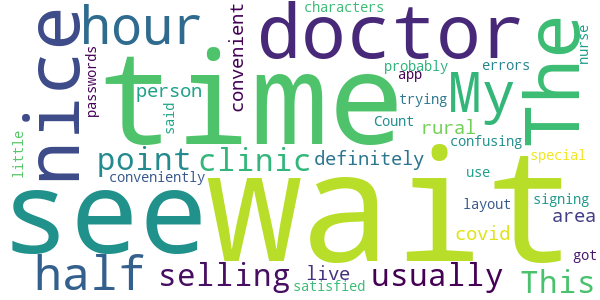 characters
hour
doctor
nice
convenient
The
nurse
passwords
time
probably
errors
person
app
My
said
trying
Count
rural
little
point
clinic
definitely
confusing
special
conveniently
see
wait
use
layout
signing
area
covid
got
half
selling
live
usually
This
satisfied